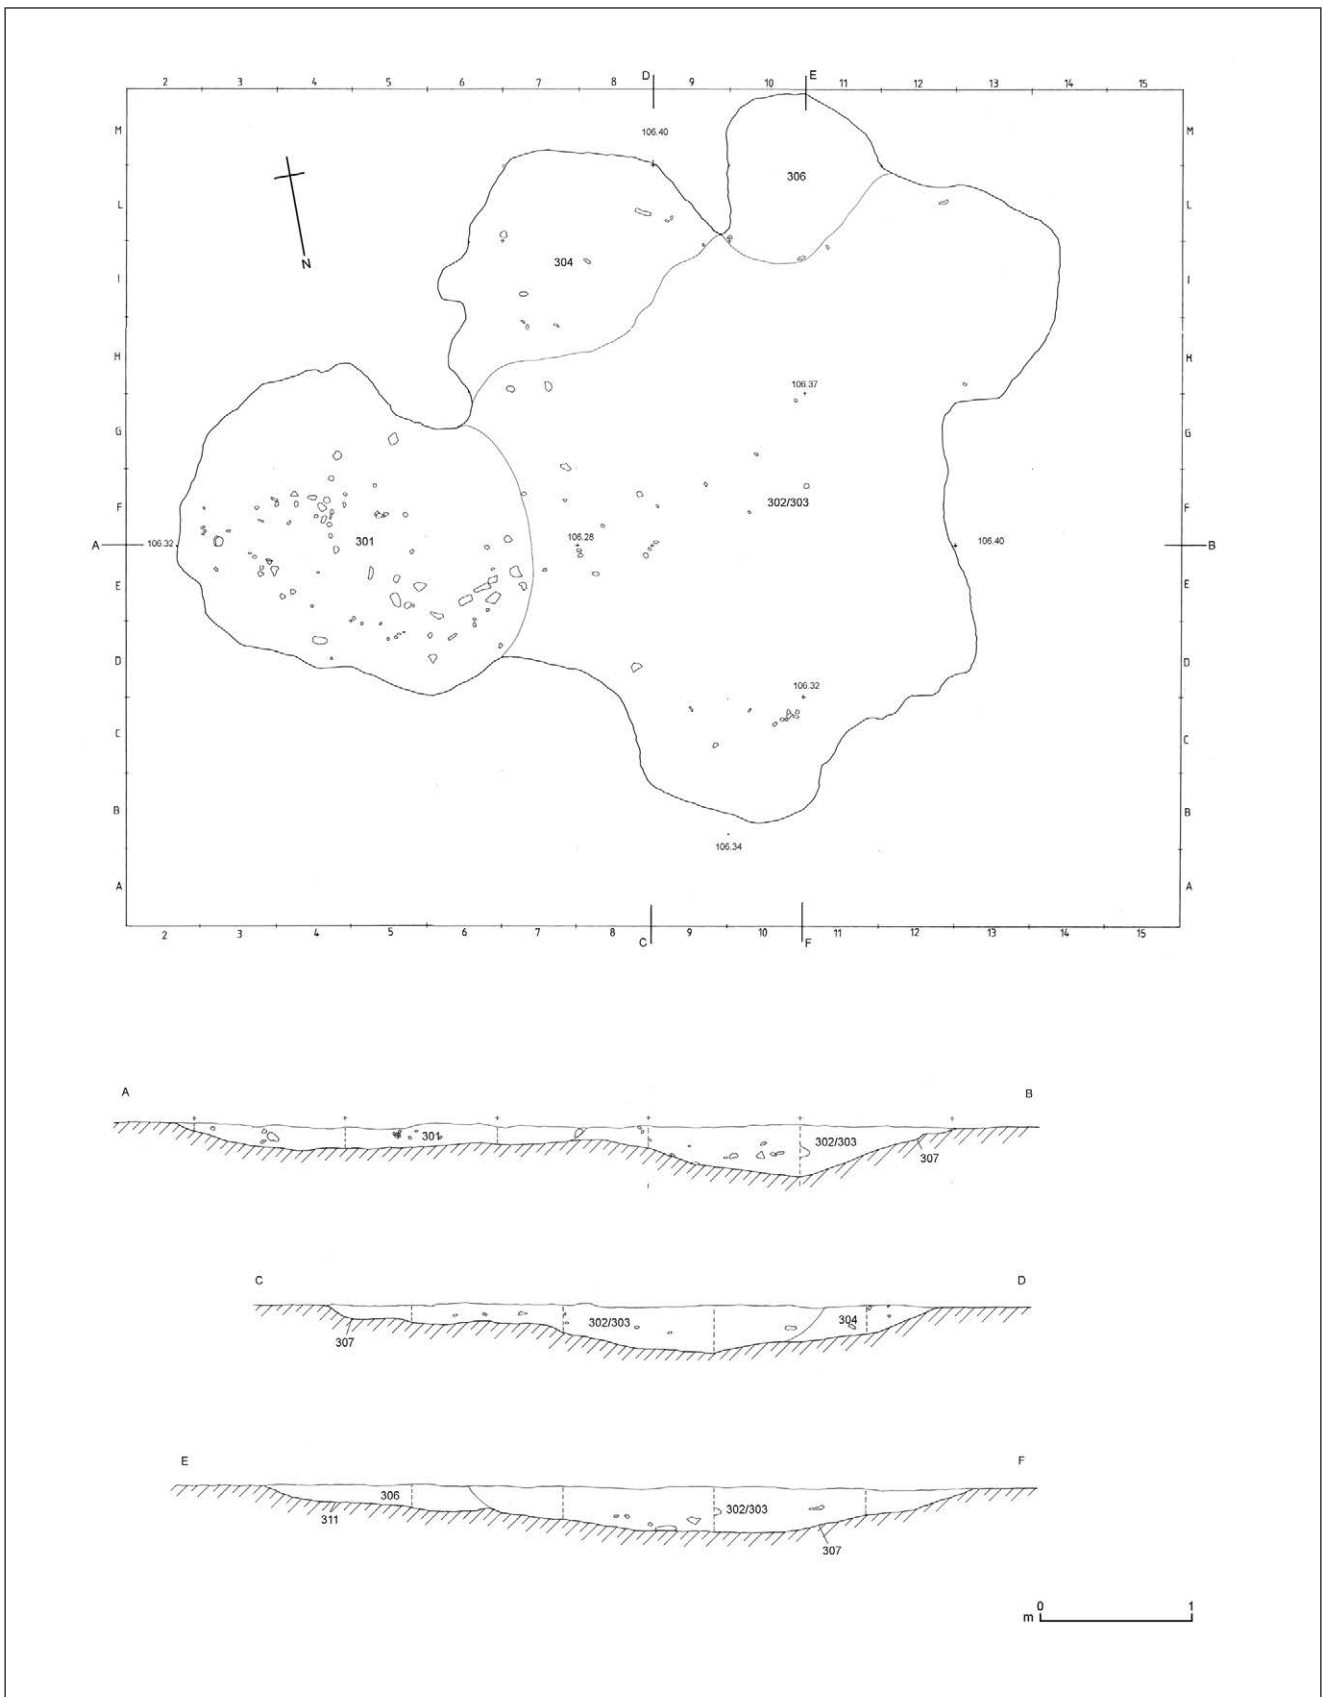 D E
2 3 4 5 6 7 8 9 10 11 12 13 14 15
M 106.40 M
306
L L
304
I I
N
H H
106.37
G G
F 302/303 F
A 106.32 301 106.28 106.40 B
E E
D D
106.32
C C
B B
106.34
A A
2 3 4 5 6 7 8 9 10 11 12 13 14 15
C F
A B
301 302/303
307
C D
302/303 304
307
E F
306 302/303
311
307
0 1
m